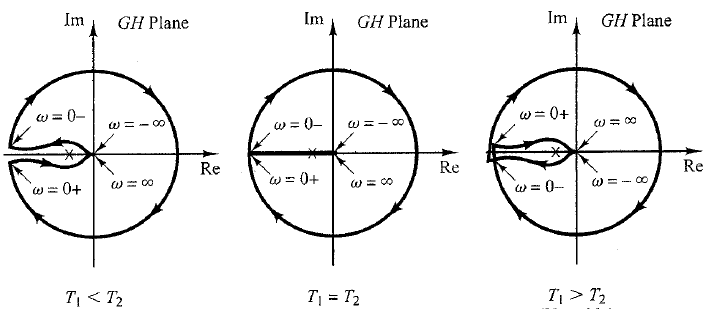 Im GH Plane
ω = 0−
ω = −∞
Re
ω = 0+
ω = ∞
T1 < T2
Im GH Plane
ω = 0−
ω = −∞
Re
ω = 0+
ω = ∞
T1 = T2
Im GH Plane
ω = 0+
ω = ∞
Re
ω = 0−
ω = −∞
T1 > T2